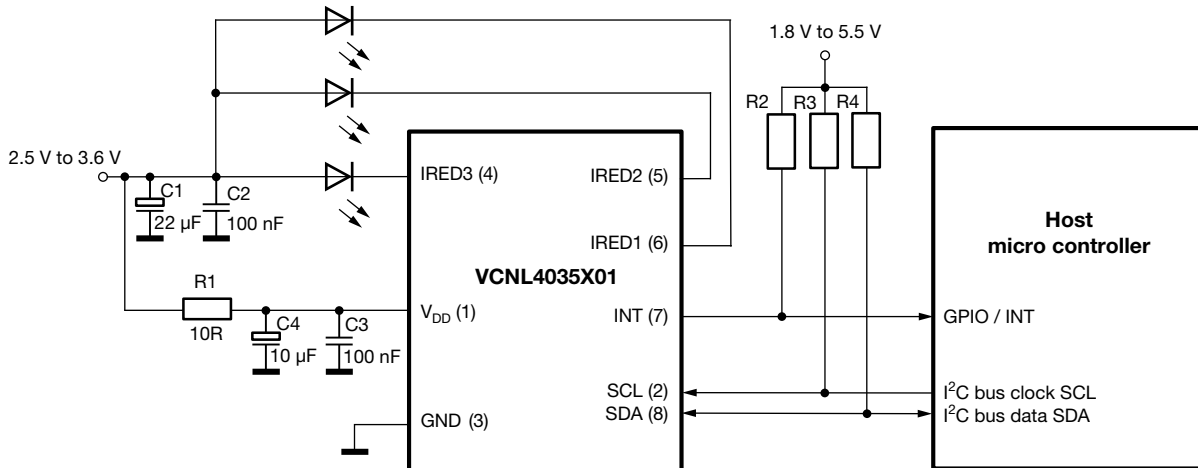 1.8 V to 5.5 V
R2
R3
R4
2.5 V to 3.6 V
C1
22 µF
C2
100 nF
IRED3 (4)
IRED2 (5)
IRED1 (6)
VCNL4035X01
R1
10R
C4
10 µF
C3
100 nF
VDD (1)
INT (7)
SCL (2)
SDA (8)
GND (3)
Host
micro controller
GPIO / INT
I²C bus clock SCL
I²C bus data SDA